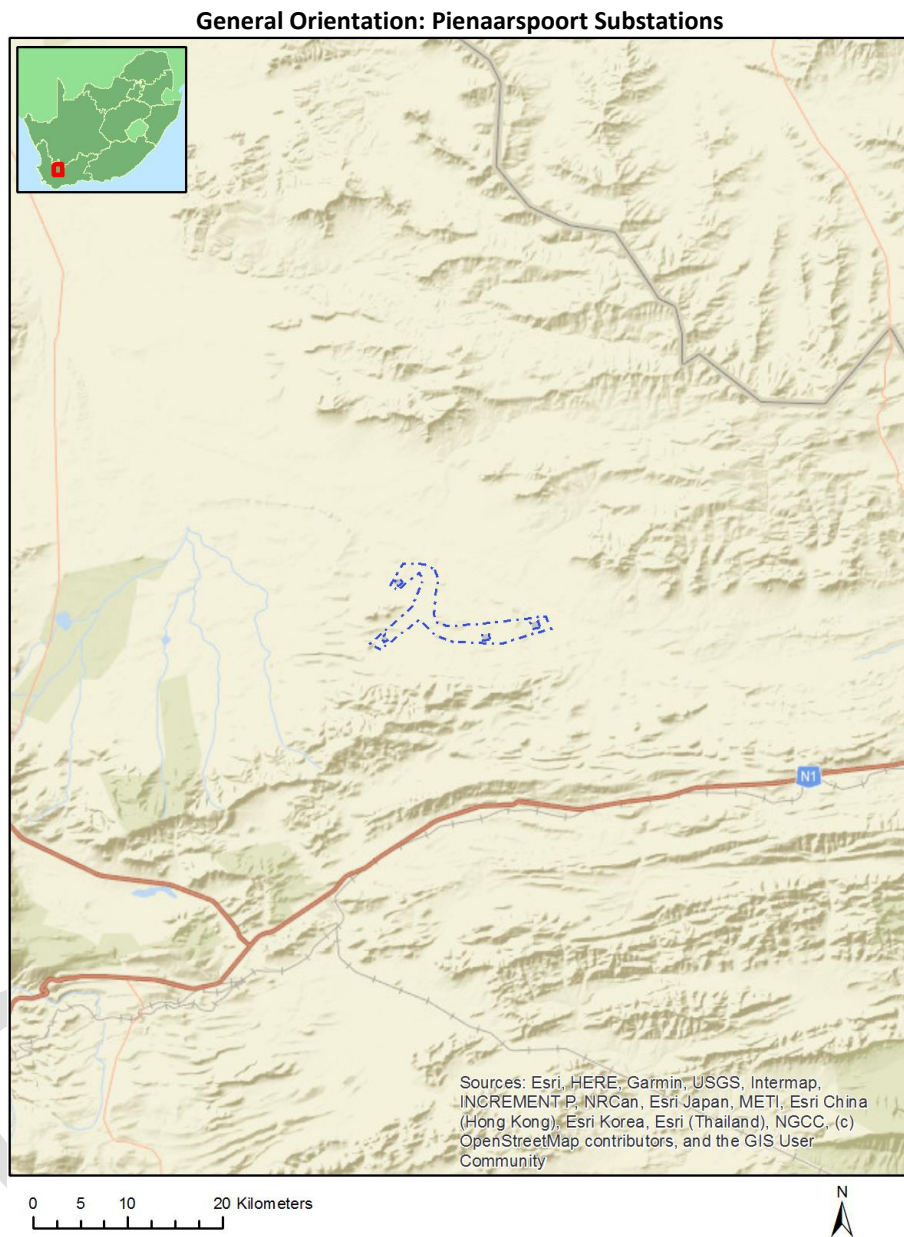 General Orientation: Pienaarspoort Substations
N1
Sources: Esri, HERE, Garmin, USGS, Intermap,
INCREMENT P, NRCan, Esri Japan, METI, Esri China
(Hong Kong), Esri Korea, Esri (Thailand), NGCC, (c)
OpenStreetMap contributors, and the GIS User
Community
0 5 10 20 Kilometers
N